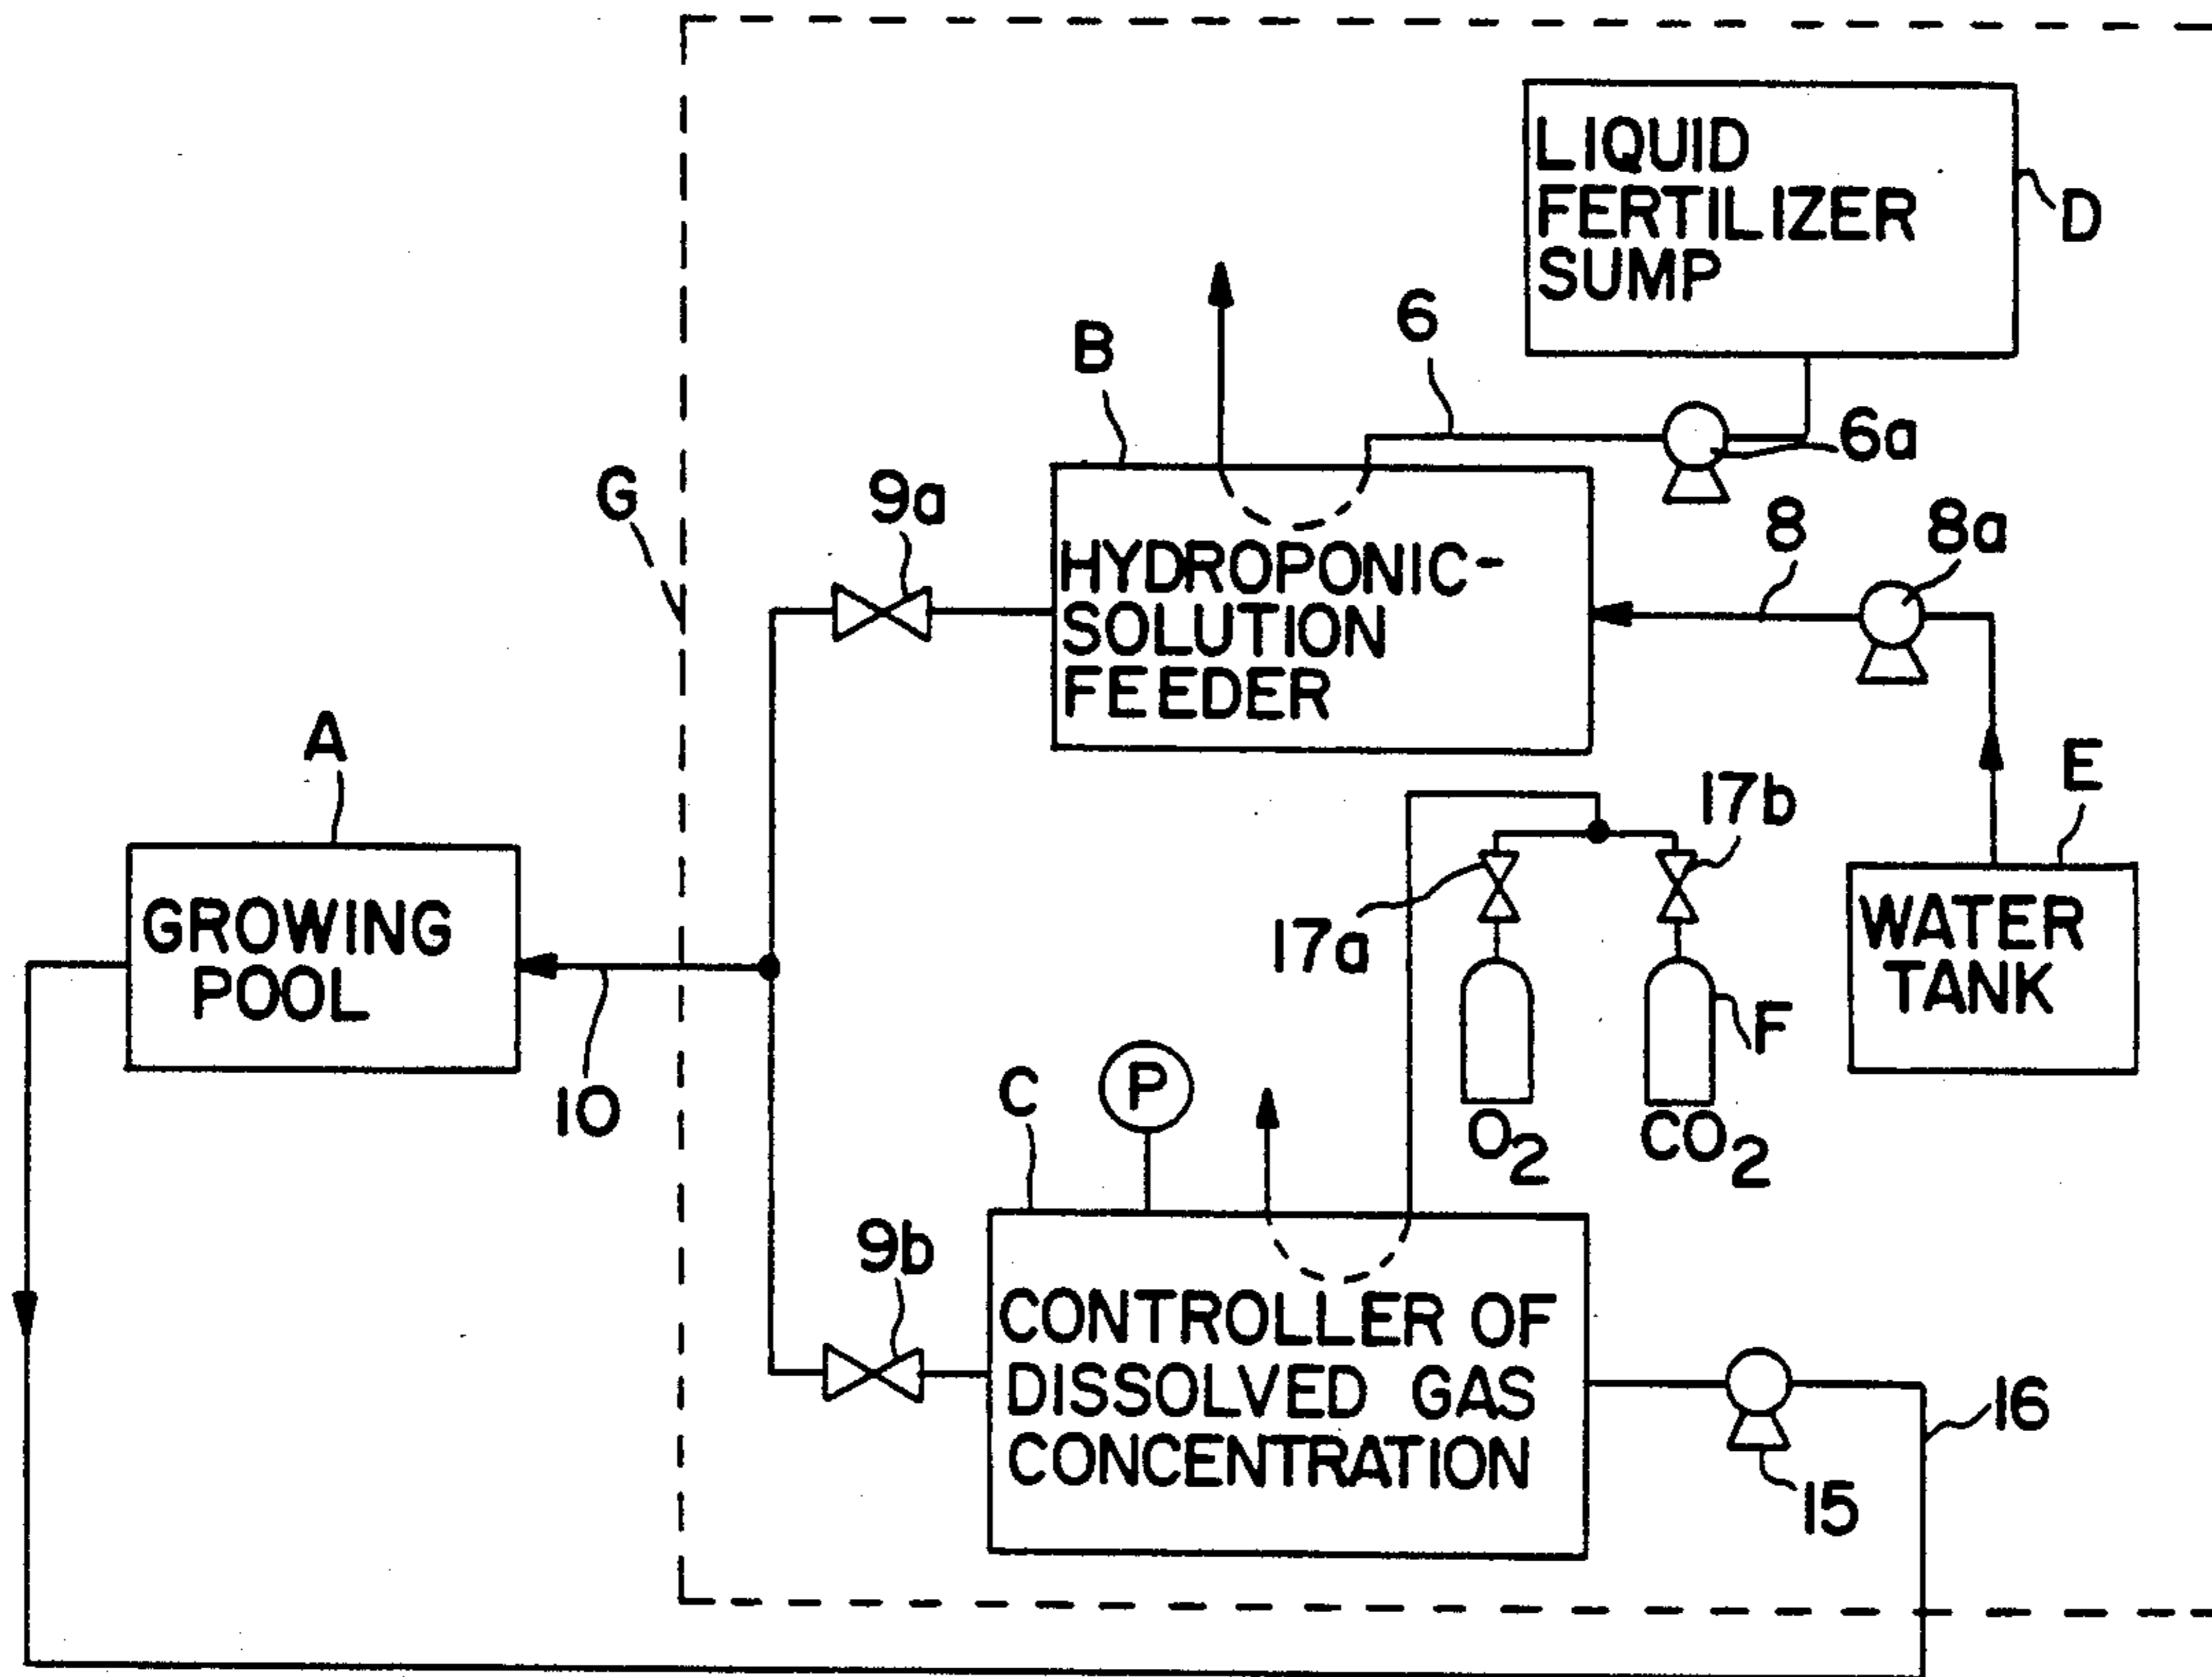 LIQUID
FERTILIZER
SUMP
D
B
6
6a
G
9a
HYDROPONIC-
SOLUTION
FEEDER
8
8a
A
GROWING
POOL
10
17b
E
17a
WATER
TANK
F
O2
CO2
C
P
9b
CONTROLLER OF
DISSOLVED GAS
CONCENTRATION
16
15